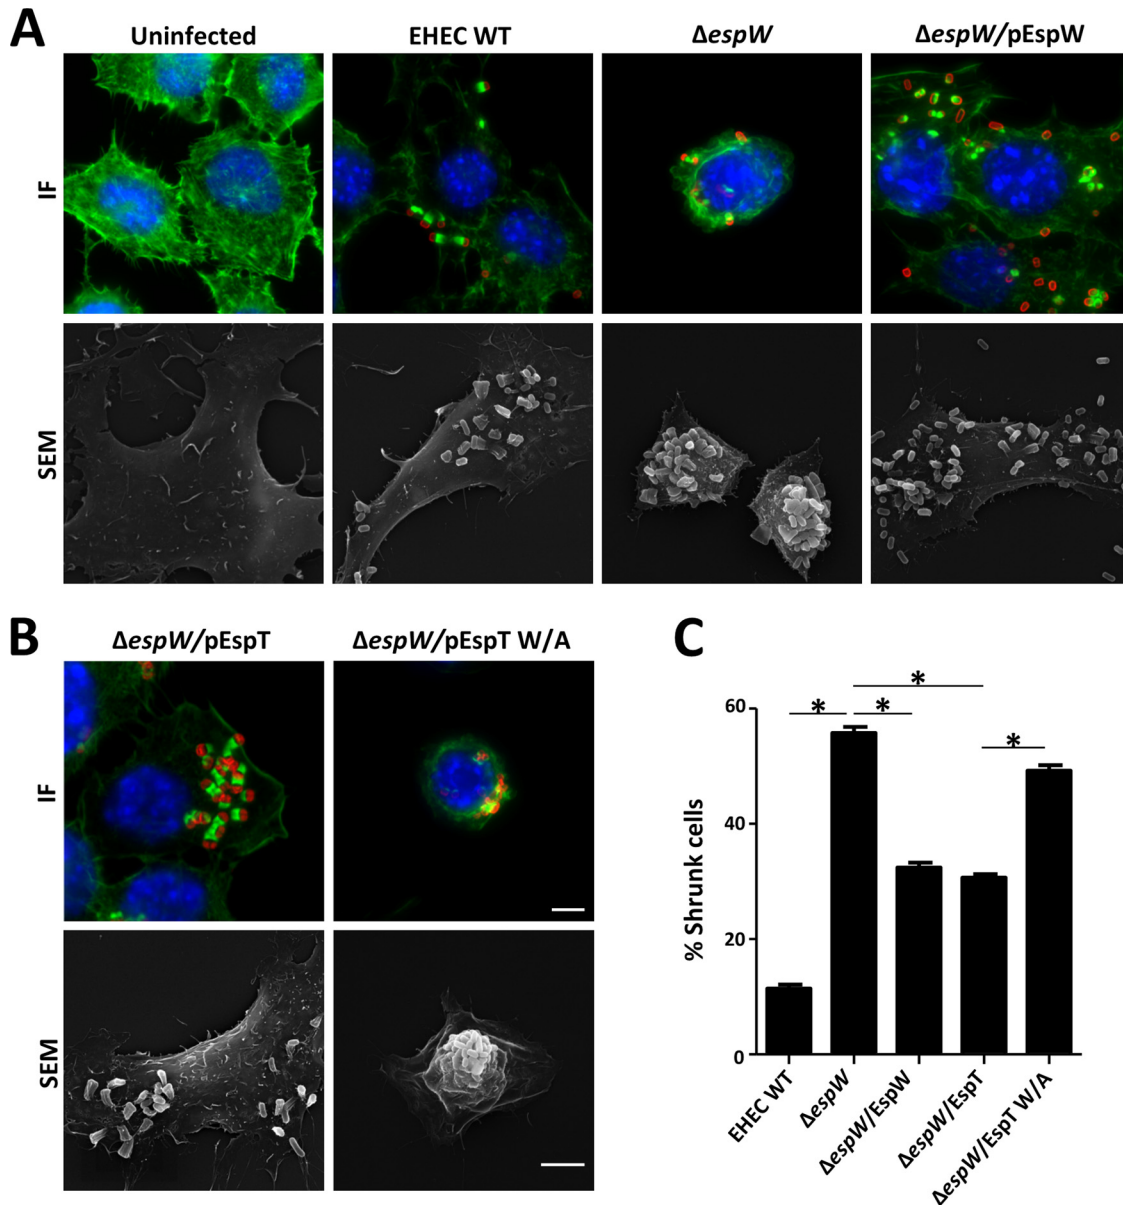 A
Uninfected
EHEC WT
ΔespW
ΔespW/pEspW
IF
SEM
B
ΔespW/pEspT
ΔespW/pEspT W/A
IF
SEM
C
% Shrunk cells
60
40
20
0
*
*
*
*
EHEC WT
ΔespW
ΔespW/EspW
ΔespW/EspT
ΔespW/EspT W/A